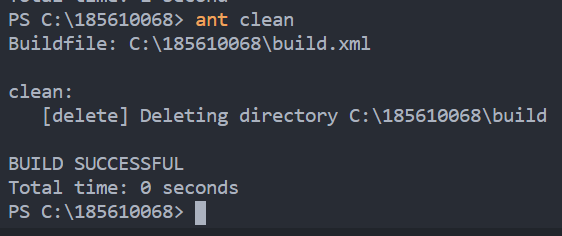 PS C:\185610068> ant clean
Buildfile: C:\185610068\build.xml
clean:
[delete] Deleting directory C:\185610068\build
BUILD SUCCESSFUL
Total time: 0 seconds
PS C:\185610068>